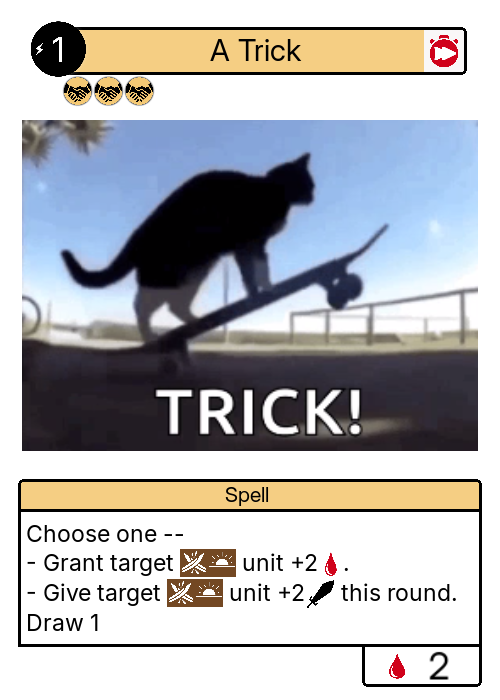 1
A Trick
TRICK!
Spell
Choose one --
- Grant target unit +2 .
- Give target unit +2 this round.
Draw 1
2